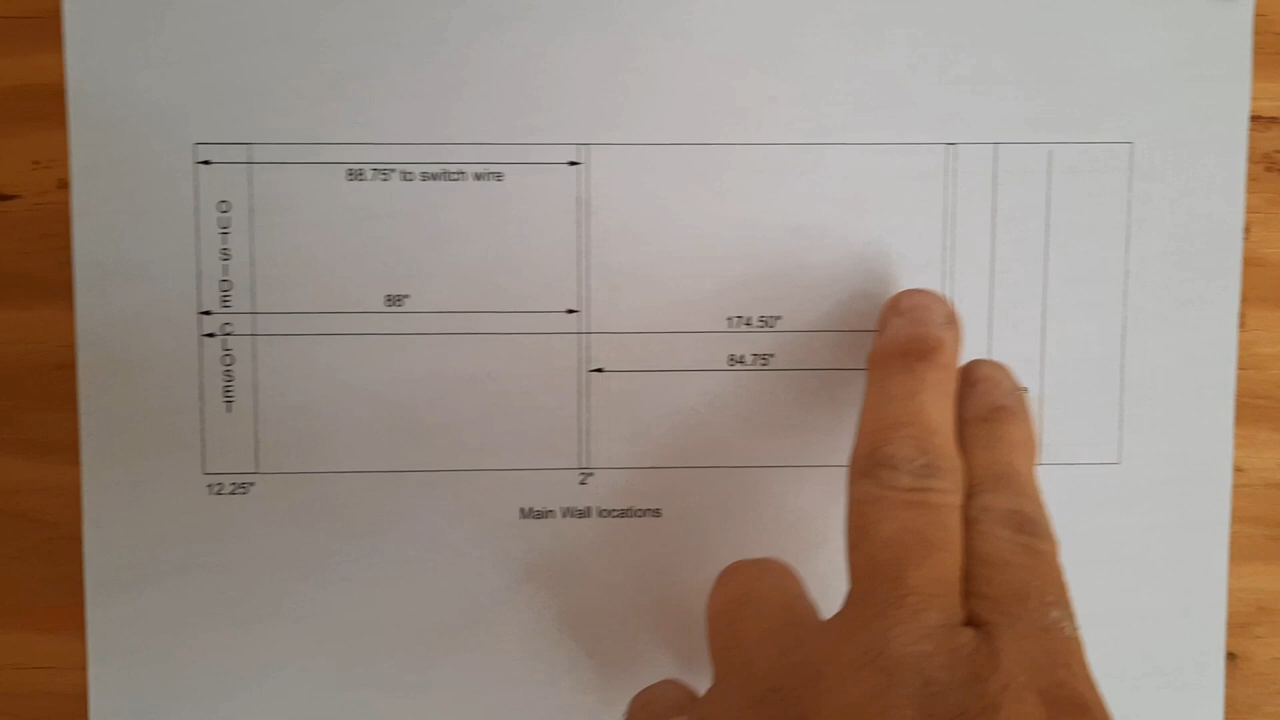 88.75" to switch wire
OUTSIDE CLOSET
88"
174.50"
84.75"
12.25"
2"
Main Wall locations